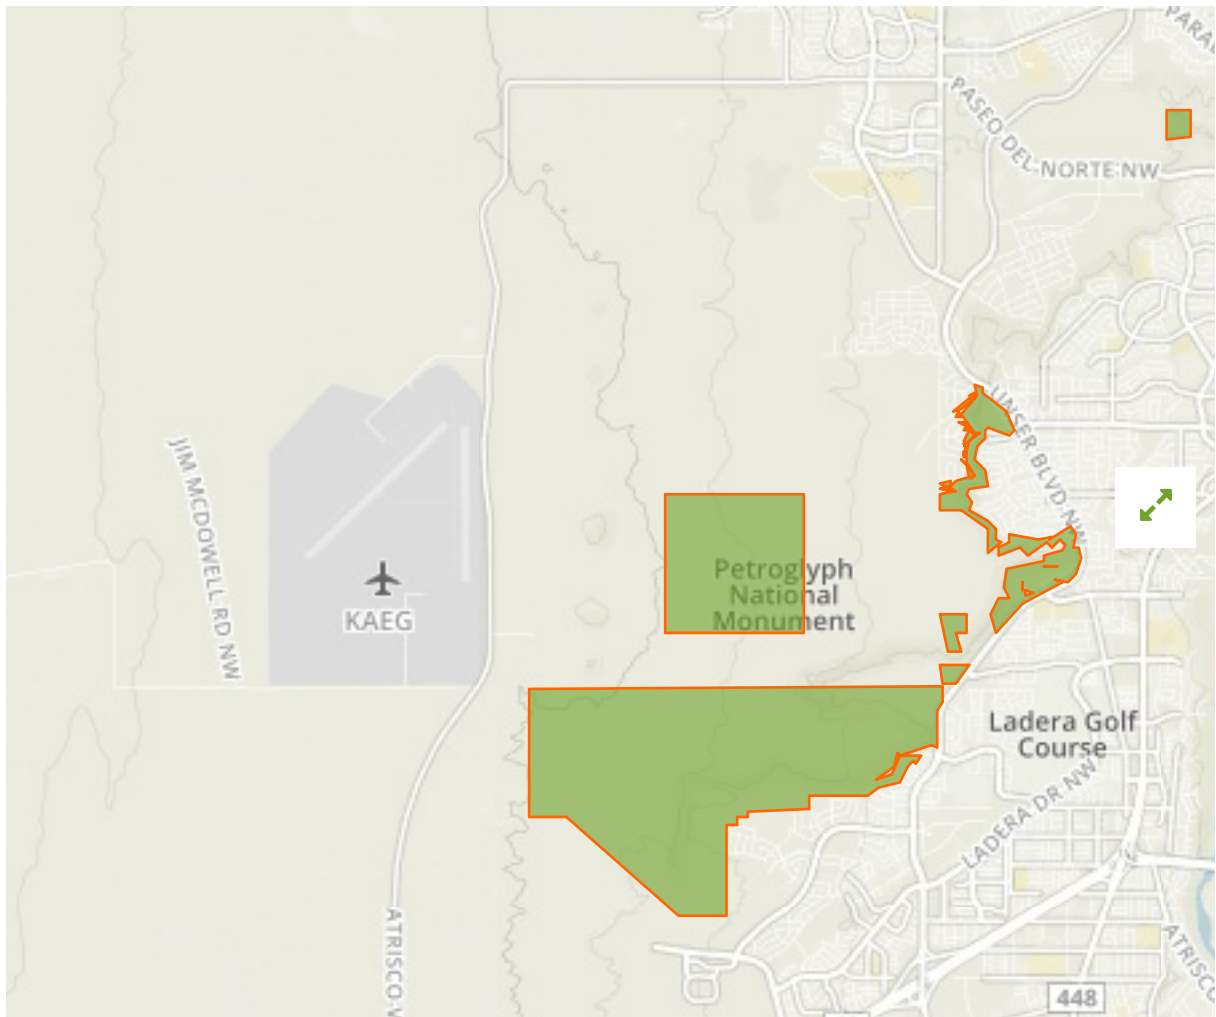 PARA
PASEO DEL NORTE NW
UNSER BLVD NW
JIM MCDOWELL RD NW
KAEG
Petroglyph
National
Monument
Ladera Golf
Course
LADERA DR NW
ATRISCO V
ATRISCO
448